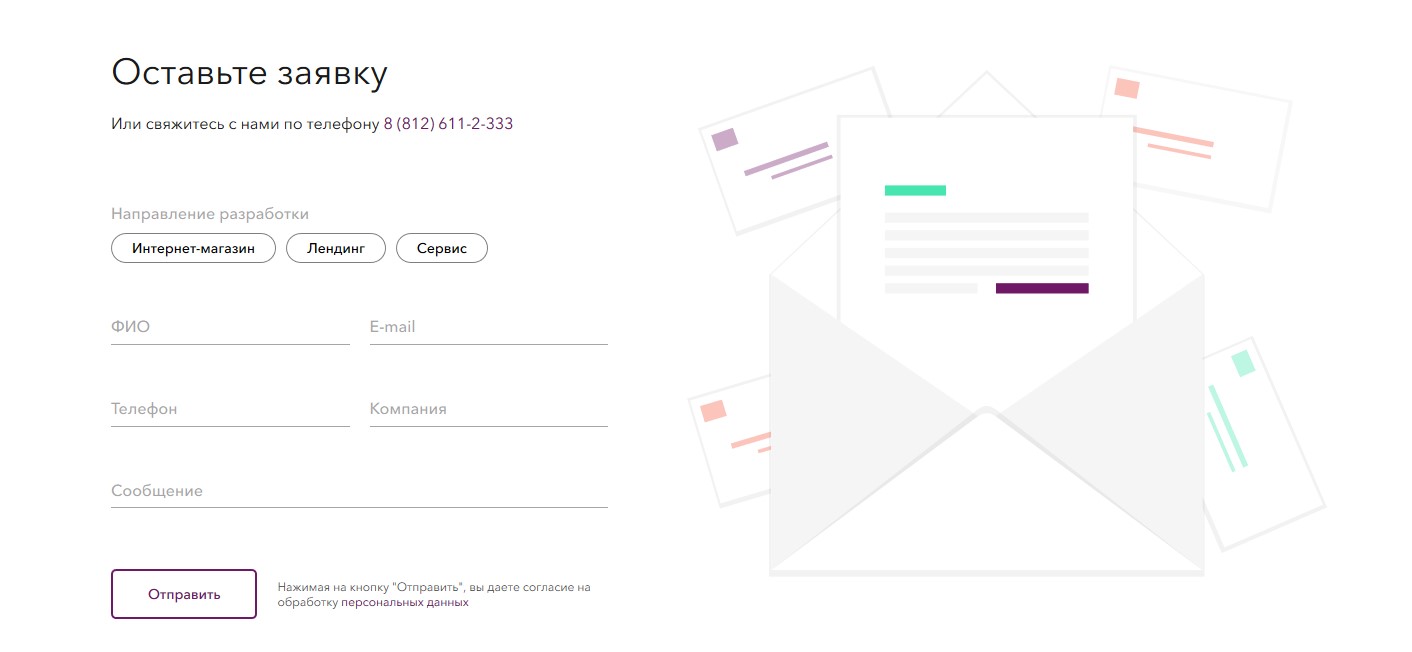 Оставьте заявку
Или свяжитесь с нами по телефону 8 (812) 611-2-333
Направление разработки
Интернет-магазин Лендинг Сервис
ФИО E-mail
Телефон Компания
Сообщение
Отправить
Нажимая на кнопку "Отправить", вы даете согласие на
обработку персональных данных